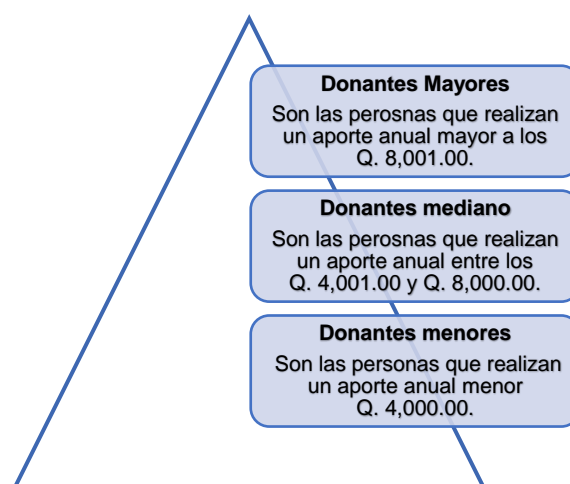 Donantes Mayores
Son las perosnas que realizan
un aporte anual mayor a los
Q. 8,001.00.
Donantes mediano
Son las perosnas que realizan
un aporte anual entre los
Q. 4,001.00 y Q. 8,000.00.
Donantes menores
Son las personas que realizan
un aporte anual menor
Q. 4,000.00.